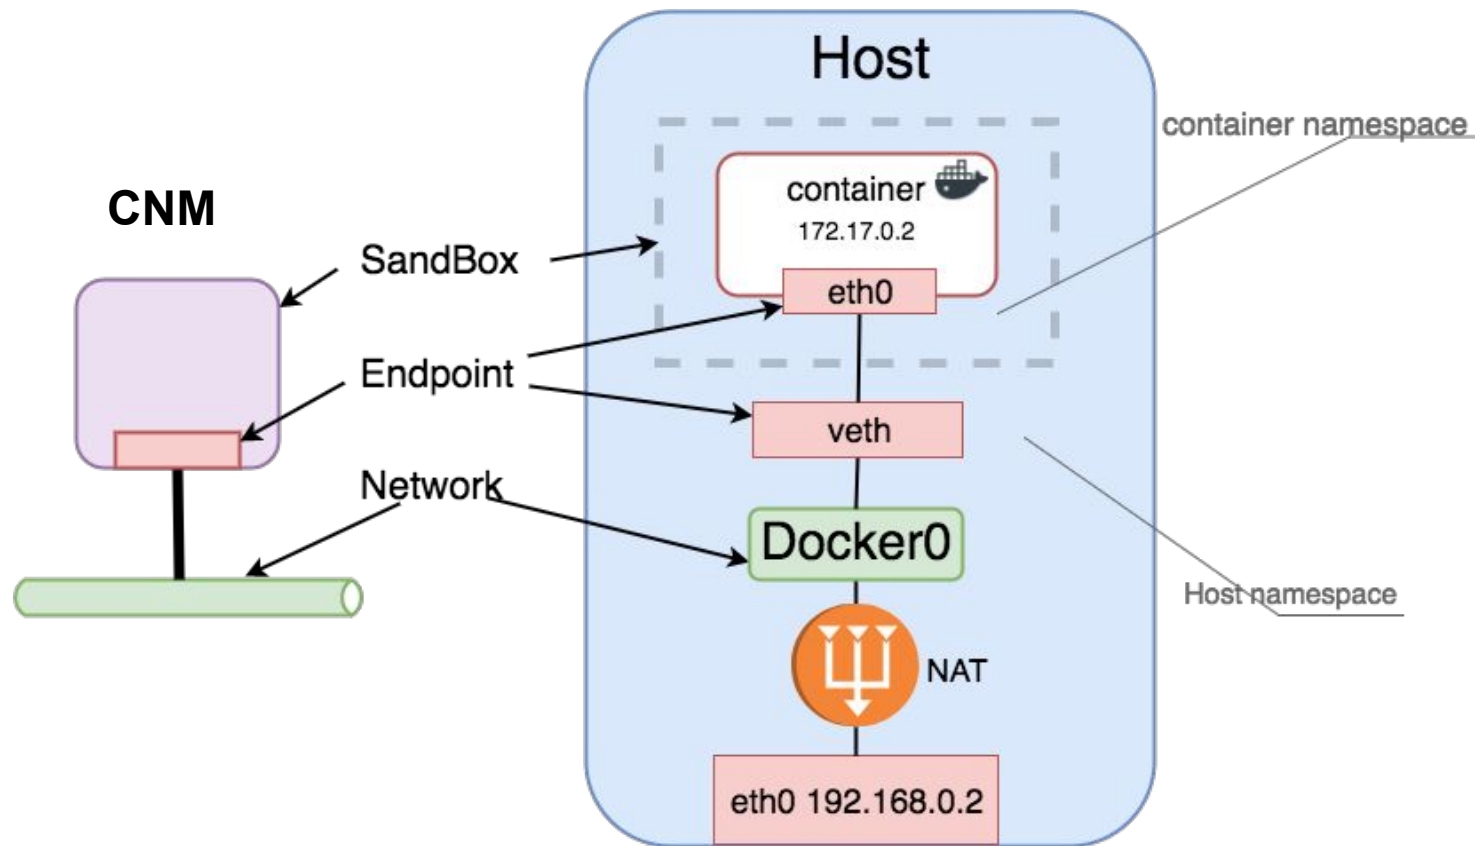 Host
container namespace
container
172.17.0.2
CNM
SandBox
eth0
Endpoint
veth
Network
Docker0
Host namespace
NAT
eth0 192.168.0.2